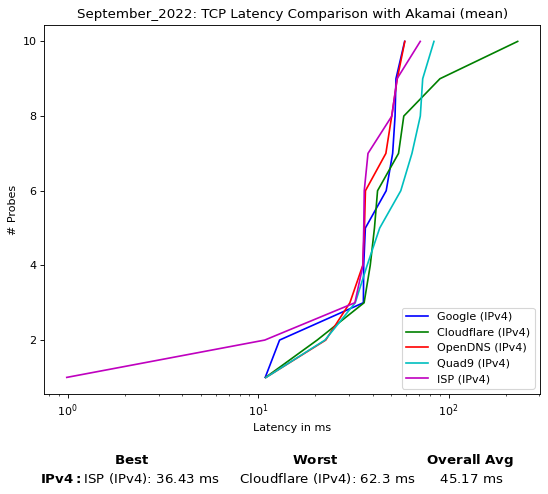 September_2022: TCP Latency Comparison with Akamai (mean)
# Probes
10
8
6
4
2
Google (IPv4)
Cloudflare (IPv4)
OpenDNS (IPv4)
Quad9 (IPv4)
ISP (IPv4)
10⁰ 10¹ 10²
Latency in ms
Best Worst Overall Avg
IPv4: ISP (IPv4): 36.43 ms Cloudflare (IPv4): 62.3 ms 45.17 ms